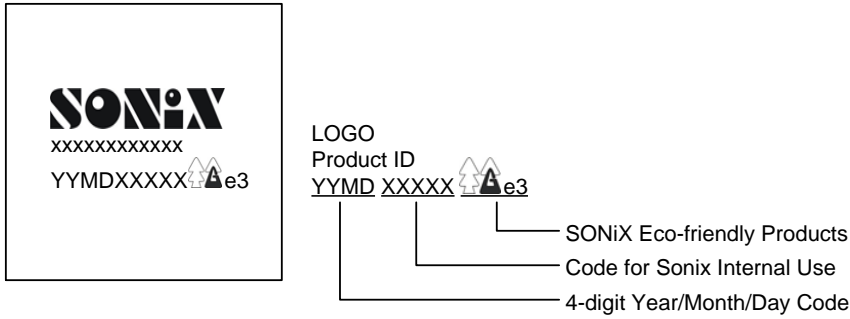 SONiX
xxxxxxxxxxxx
YYMDXXXXX G e3
LOGO
Product ID
YYMD XXXXX G e3
SONiX Eco-friendly Products
Code for Sonix Internal Use
4-digit Year/Month/Day Code